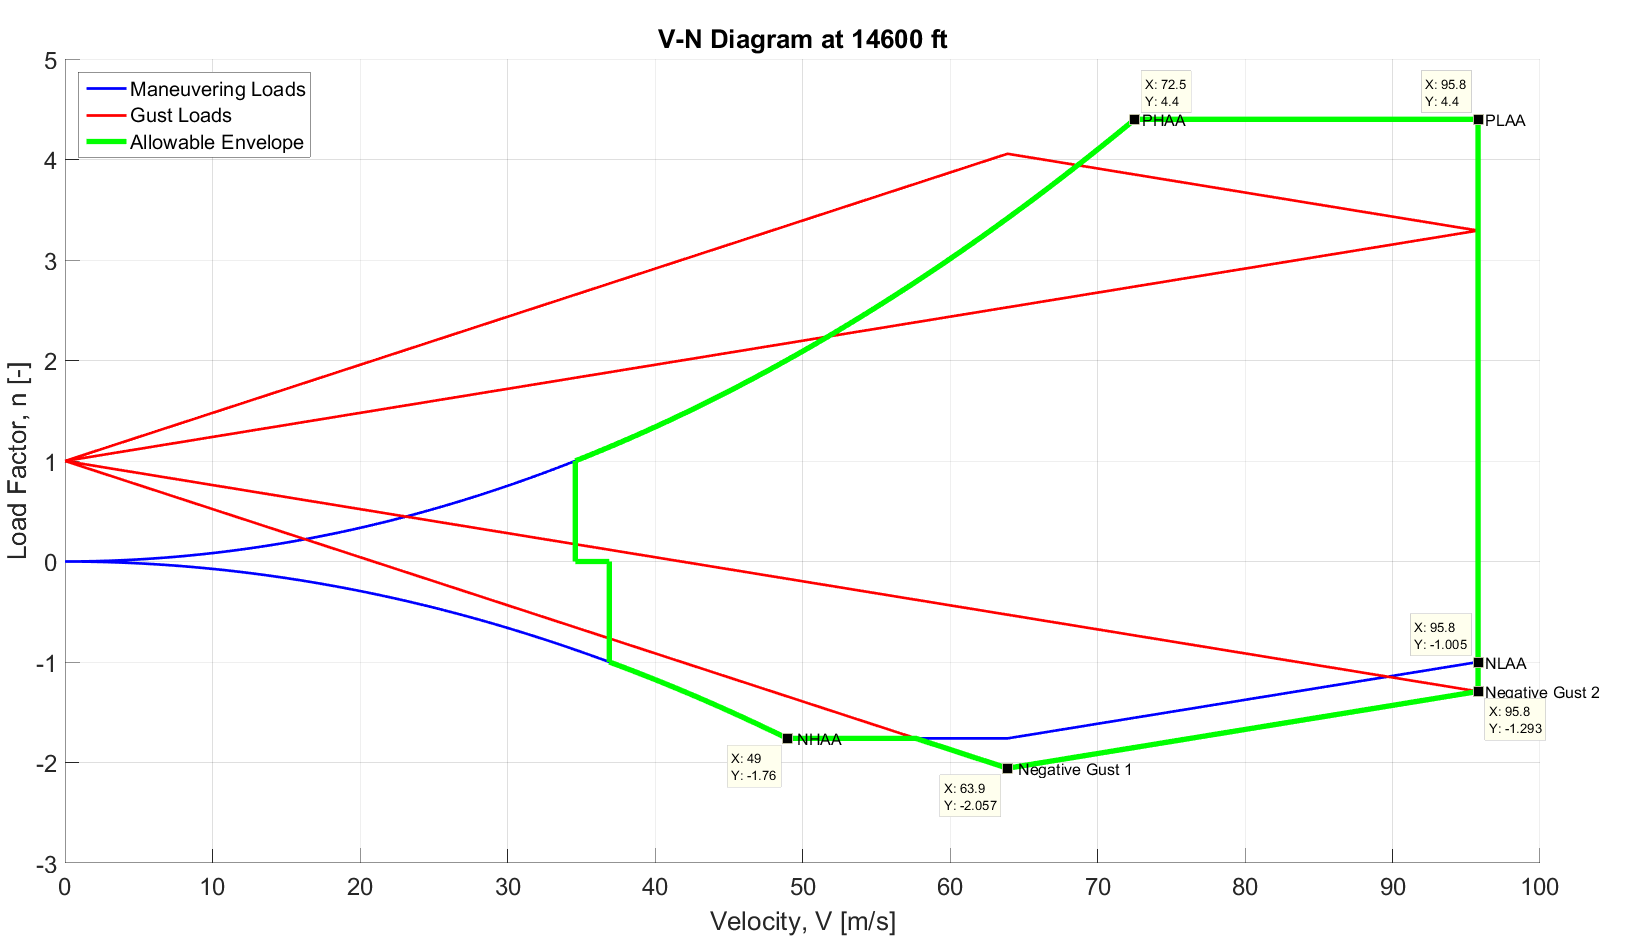 V-N Diagram at 14600 ft
Maneuvering Loads
Gust Loads
Allowable Envelope
X: 72.5
Y: 4.4
PHAA
X: 95.8
Y: 4.4
PLAA
X: 95.8
Y: -1.005
NLAA
Negative Gust 2
X: 95.8
Y: -1.293
NHAA
X: 49
Y: -1.76
Negative Gust 1
X: 63.9
Y: -2.057
5
4
3
2
1
0
-1
-2
-3
Load Factor, n [-]
0 10 20 30 40 50 60 70 80 90 100
Velocity, V [m/s]